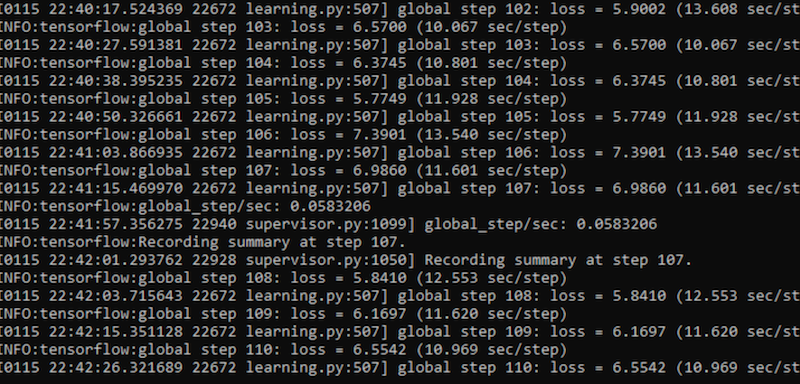 I0115 22:40:17.524369 22672 learning.py:507] global step 102: loss = 5.9002 (13.608 sec/st
INFO:tensorflow:global step 103: loss = 6.5700 (10.067 sec/step)
I0115 22:40:27.591381 22672 learning.py:507] global step 103: loss = 6.5700 (10.067 sec/st
INFO:tensorflow:global step 104: loss = 6.3745 (10.801 sec/step)
I0115 22:40:38.395235 22672 learning.py:507] global step 104: loss = 6.3745 (10.801 sec/st
INFO:tensorflow:global step 105: loss = 5.7749 (11.928 sec/step)
I0115 22:40:50.326661 22672 learning.py:507] global step 105: loss = 5.7749 (11.928 sec/st
INFO:tensorflow:global step 106: loss = 7.3901 (13.540 sec/step)
I0115 22:41:03.866935 22672 learning.py:507] global step 106: loss = 7.3901 (13.540 sec/st
INFO:tensorflow:global step 107: loss = 6.9860 (11.601 sec/step)
I0115 22:41:15.469970 22672 learning.py:507] global step 107: loss = 6.9860 (11.601 sec/st
INFO:tensorflow:global_step/sec: 0.0583206
I0115 22:41:57.356275 22940 supervisor.py:1099] global_step/sec: 0.0583206
INFO:tensorflow:Recording summary at step 107.
I0115 22:42:01.293762 22928 supervisor.py:1050] Recording summary at step 107.
INFO:tensorflow:global step 108: loss = 5.8410 (12.553 sec/step)
I0115 22:42:03.715643 22672 learning.py:507] global step 108: loss = 5.8410 (12.553 sec/st
INFO:tensorflow:global step 109: loss = 6.1697 (11.620 sec/step)
I0115 22:42:15.351128 22672 learning.py:507] global step 109: loss = 6.1697 (11.620 sec/st
INFO:tensorflow:global step 110: loss = 6.5542 (10.969 sec/step)
I0115 22:42:26.321689 22672 learning.py:507] global step 110: loss = 6.5542 (10.969 sec/st